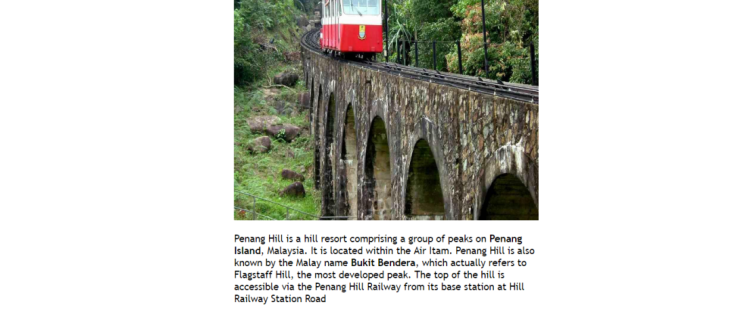 Penang Hill is a hill resort comprising a group of peaks on Penang
Island, Malaysia. It is located within the Air Itam. Penang Hill is also
known by the Malay name Bukit Bendera, which actually refers to
Flagstaff Hill, the most developed peak. The top of the hill is
accessible via the Penang Hill Railway from its base station at Hill
Railway Station Road